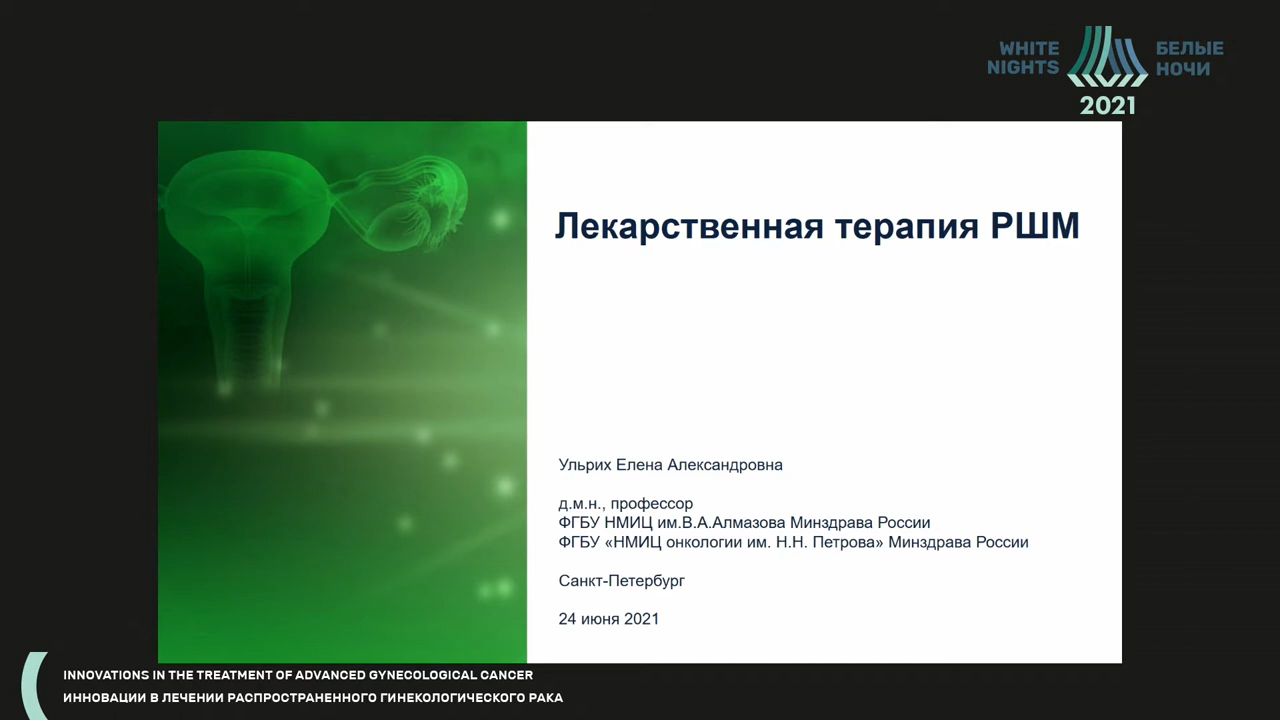 WHITE
NIGHTS
БЕЛЫЕ
НОЧИ
2021
Лекарственная терапия РШМ
Ульрих Елена Александровна
д.м.н., профессор
ФГБУ НМИЦ им.В.А.Алмазова Минздрава России
ФГБУ «НМИЦ онкологии им. Н.Н. Петрова» Минздрава России
Санкт-Петербург
24 июня 2021
INNOVATIONS IN THE TREATMENT OF ADVANCED GYNECOLOGICAL CANCER
ИННОВАЦИИ В ЛЕЧЕНИИ РАСПРОСТРАНЕННОГО ГИНЕКОЛОГИЧЕСКОГО РАКА